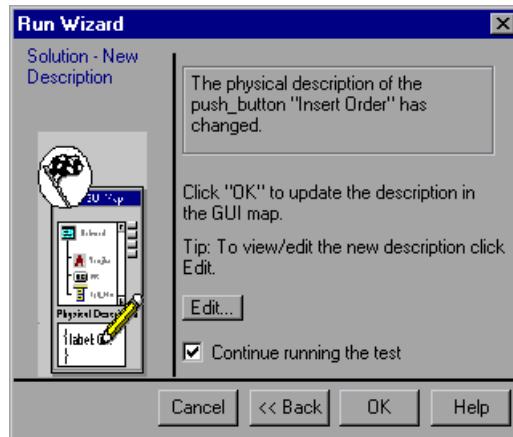 Run Wizard
Solution - New
Description
The physical description of the
push_button "Insert Order" has
changed.
Click "OK" to update the description in
the GUI map.
Tip: To view/edit the new description click
Edit.
Edit...
Continue running the test
Physical
{label:
}
Cancel
<< Back
OK
Help